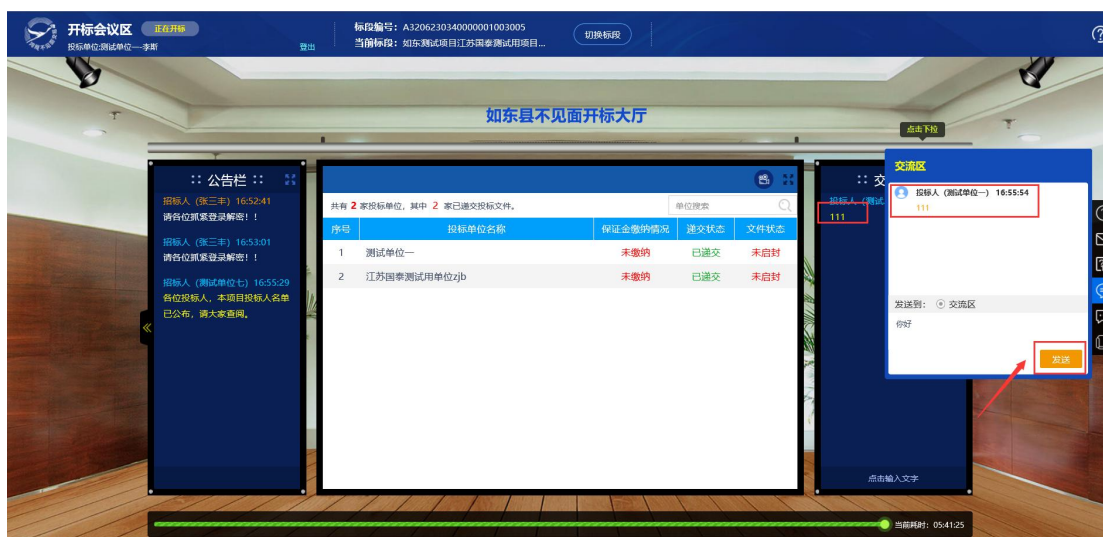 开标会议区 正在开标
投标单位:测试单位一--李斯 登出
标段编号：A3206230340000001003005
当前标段：如东测试项目江苏国泰测试用项目...
切换标段
如东县不见面开标大厅
点击下拉
:: 公告栏 ::
招标人（张三丰）16:52:41
请各位抓紧登录解密！！
招标人（张三丰）16:53:01
请各位抓紧登录解密！！
招标人（测试单位七）16:55:29
各位投标人，本项目投标人名单
已公布，请大家查阅。
共有 2 家投标单位，其中 2 家已递交投标文件。 单位搜索
序号 投标单位名称 保证金缴纳情况 递交状态 文件状态
1 测试单位一 未缴纳 已递交 未启封
2 江苏国泰测试用单位zjb 未缴纳 已递交 未启封
:: 交
投标人（测试
111
点击输入文字
交流区
投标人（测试单位一）16:55:54
111
发送到： 交流区
你好
发送
当前耗时：05:41:25